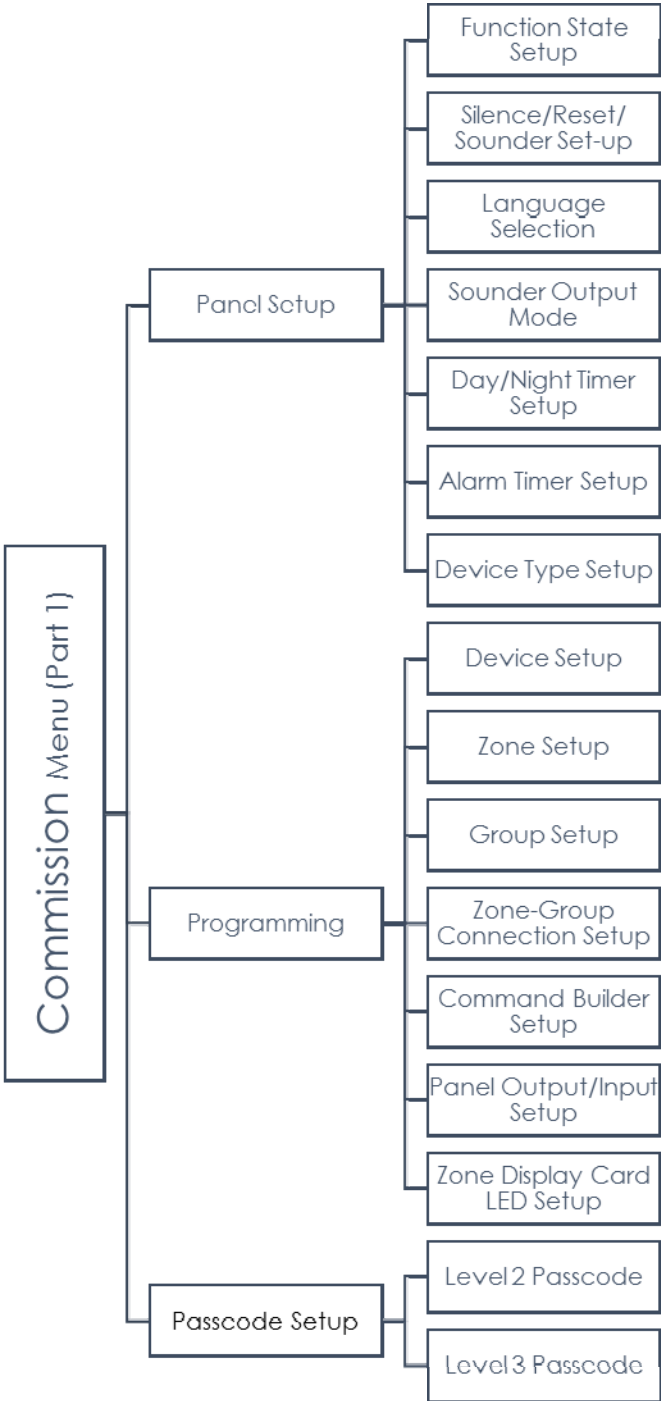 Commission Menu (Part 1)
Panel Setup
Function State
Setup
Silence/Reset/
Sounder Set-up
Language
Selection
Sounder Output
Mode
Day/Night Timer
Setup
Alarm Timer Setup
Device Type Setup
Programming
Device Setup
Zone Setup
Group Setup
Zone-Group
Connection Setup
Command Builder
Setup
Panel Output/Input
Setup
Zone Display Card
LED Setup
Passcode Setup
Level 2 Passcode
Level 3 Passcode